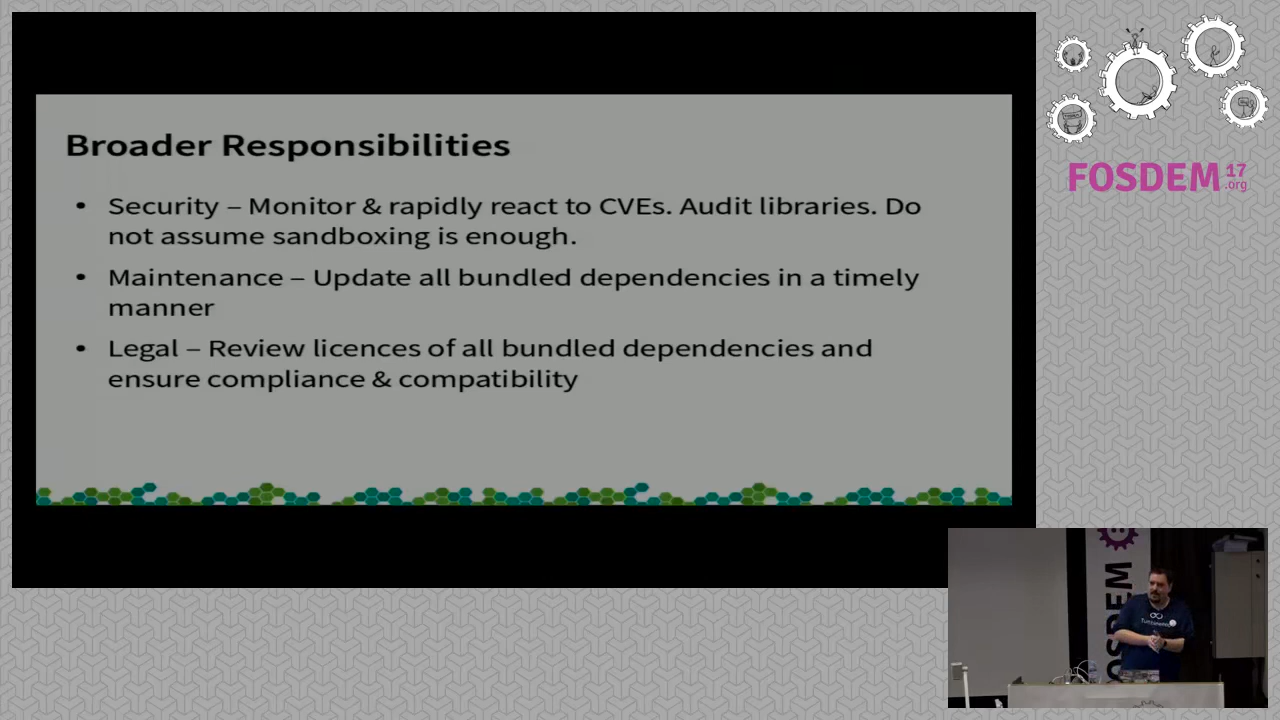 Broader Responsibilities
• Security – Monitor & rapidly react to CVEs. Audit libraries. Do
not assume sandboxing is enough.
• Maintenance – Update all bundled dependencies in a timely
manner
• Legal – Review licences of all bundled dependencies and
ensure compliance & compatibility
FOSDEM 17
.org
OSDEM